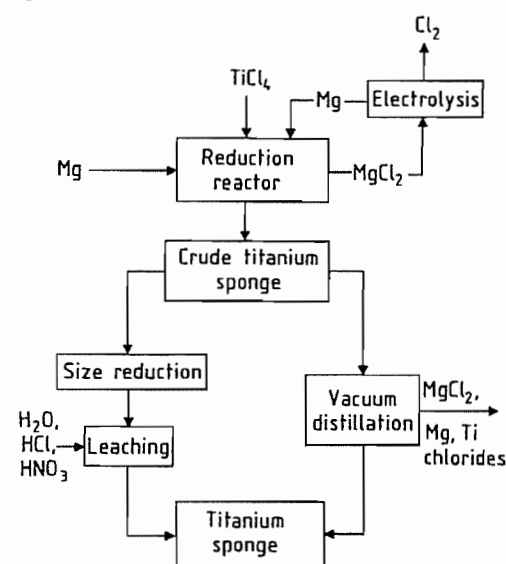 Cl₂
TiCl₄
Mg
Electrolysis
Mg
Reduction
reactor
MgCl₂
Crude titanium
sponge
Size reduction
Vacuum
distillation
MgCl₂,
Mg, Ti
chlorides
H₂O,
HCl,
HNO₃
Leaching
Titanium
sponge